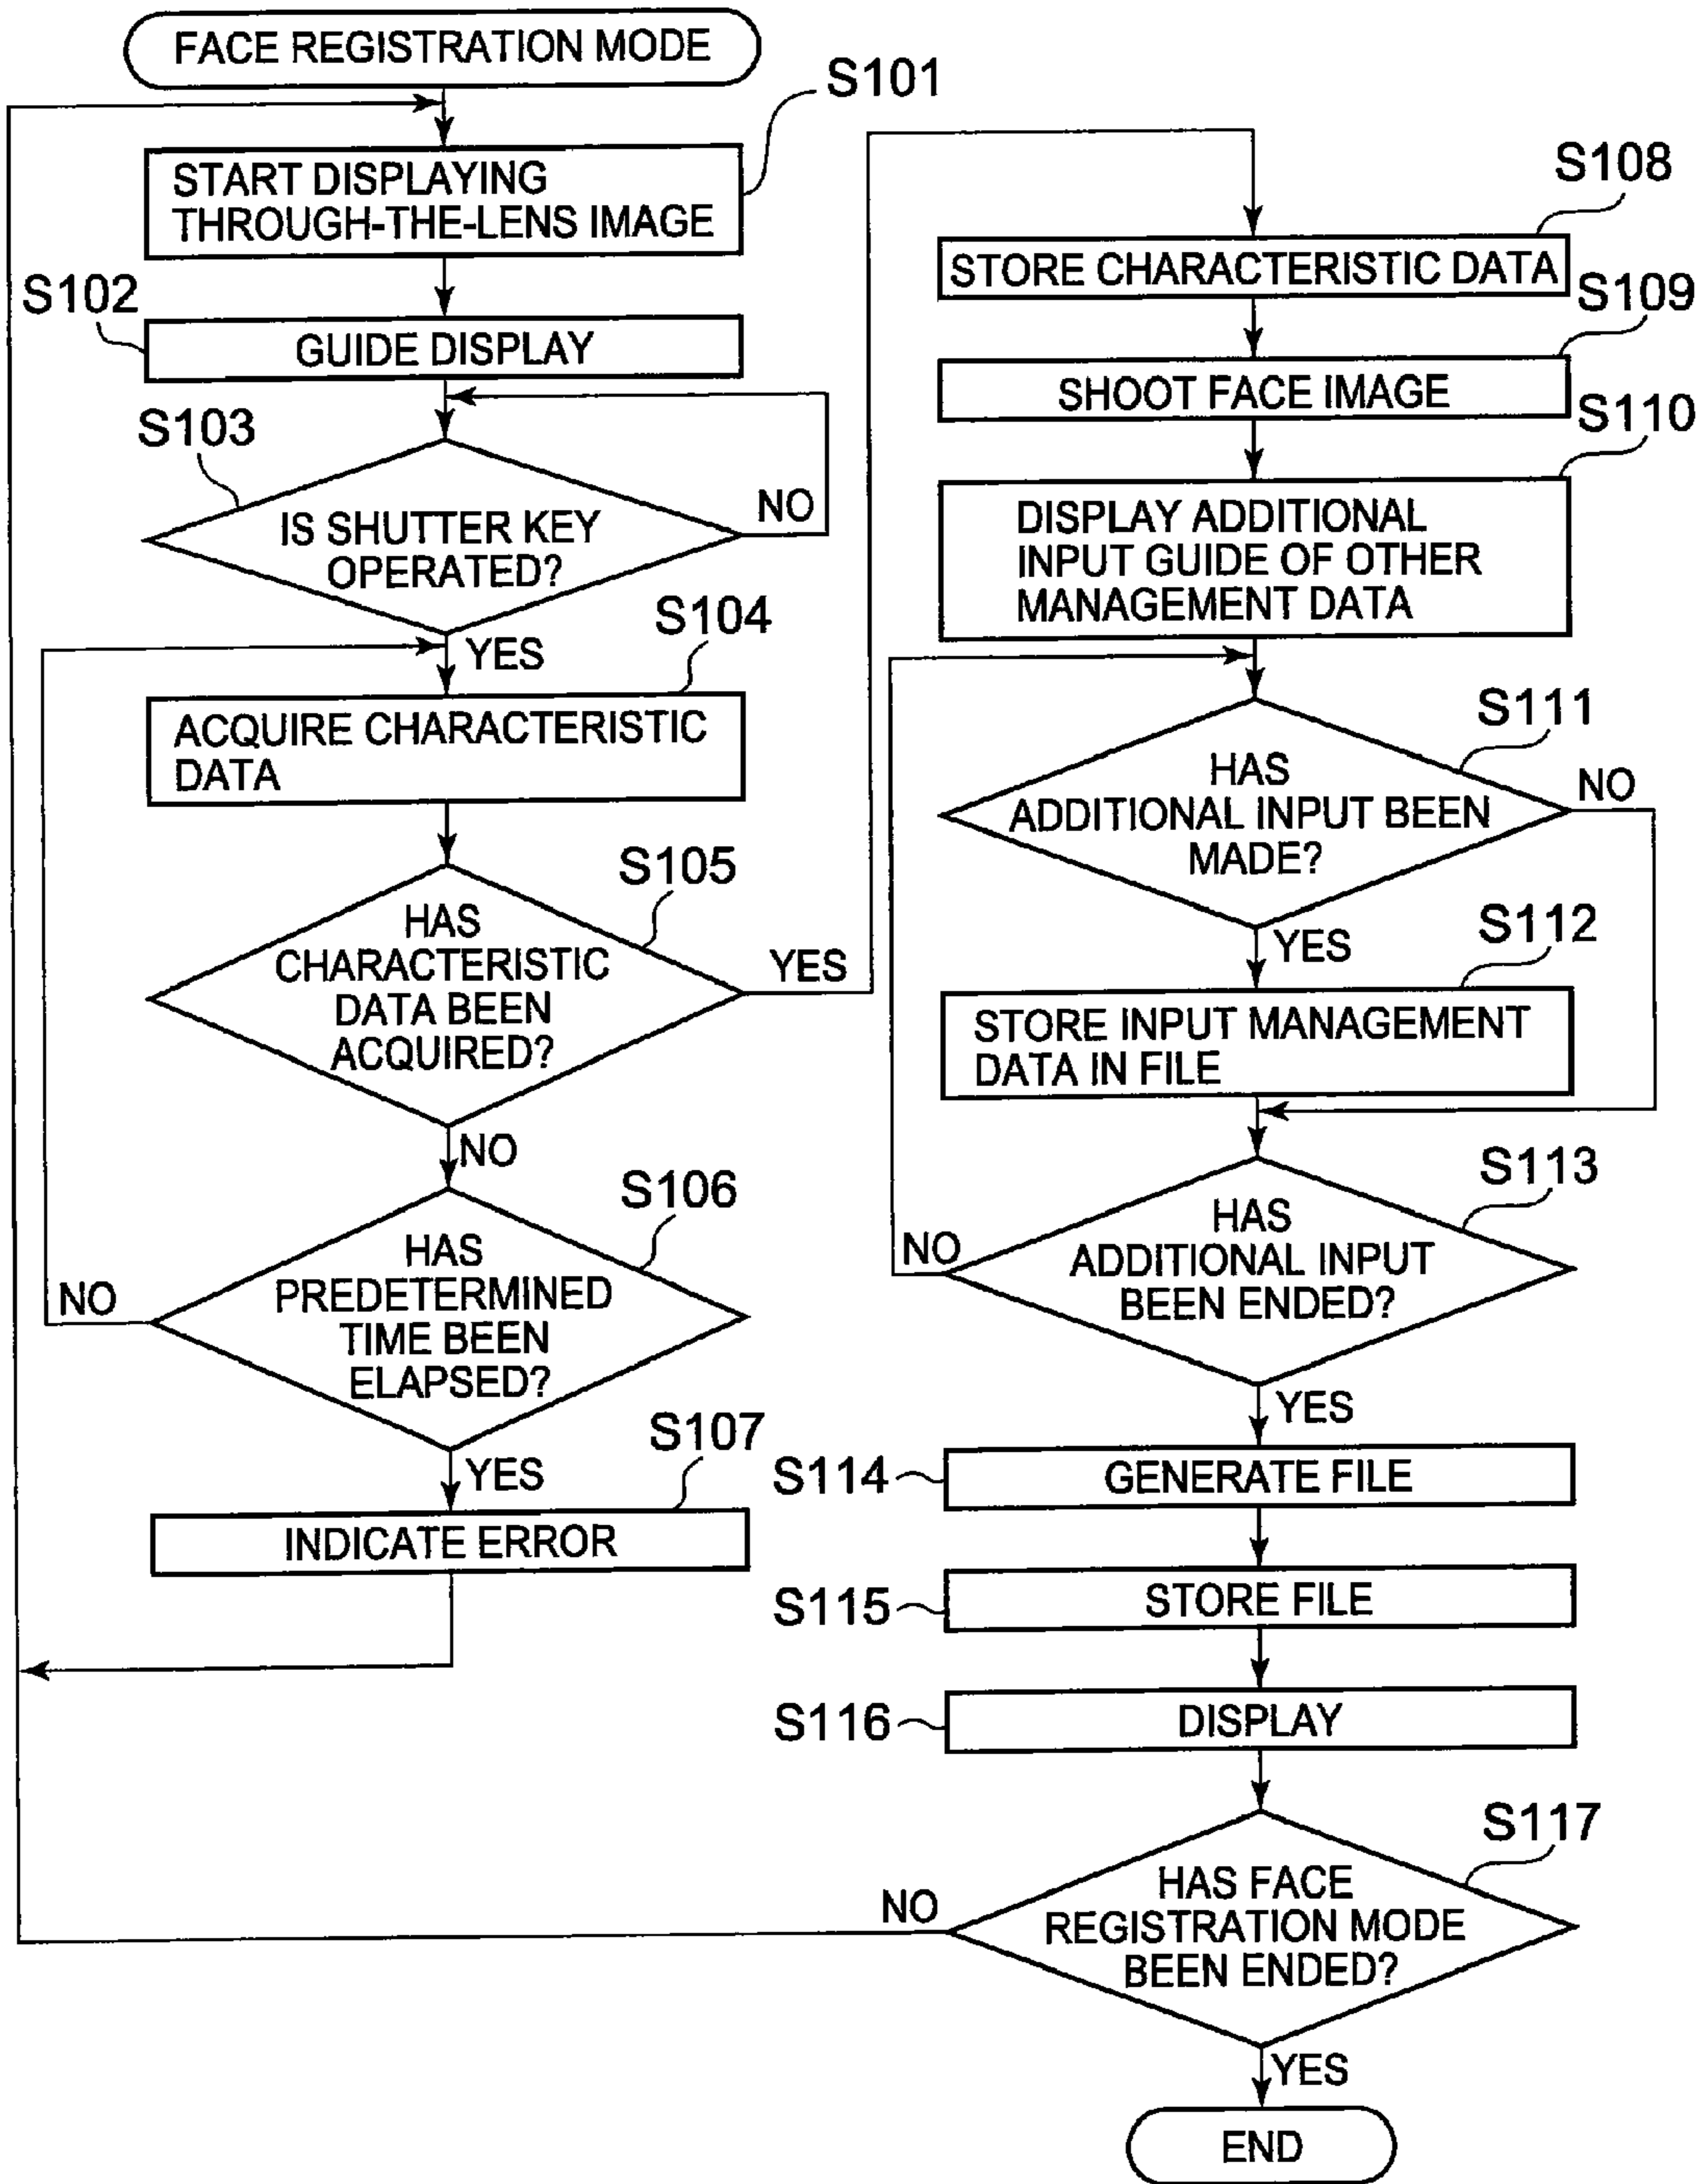 FACE REGISTRATION MODE
S101
START DISPLAYING
THROUGH-THE-LENS IMAGE
S102
GUIDE DISPLAY
S103
IS SHUTTER KEY
OPERATED?
NO
YES
S104
ACQUIRE CHARACTERISTIC
DATA
S105
HAS
CHARACTERISTIC
DATA BEEN
ACQUIRED?
YES
NO
S106
HAS
PREDETERMINED
TIME BEEN
ELAPSED?
NO
YES
S107
INDICATE ERROR
S108
STORE CHARACTERISTIC DATA
S109
SHOOT FACE IMAGE
S110
DISPLAY ADDITIONAL
INPUT GUIDE OF OTHER
MANAGEMENT DATA
S111
HAS
ADDITIONAL INPUT BEEN
MADE?
NO
YES
S112
STORE INPUT MANAGEMENT
DATA IN FILE
S113
HAS
ADDITIONAL INPUT
BEEN ENDED?
NO
YES
S114
GENERATE FILE
S115
STORE FILE
S116
DISPLAY
S117
HAS FACE
REGISTRATION MODE
BEEN ENDED?
NO
YES
END